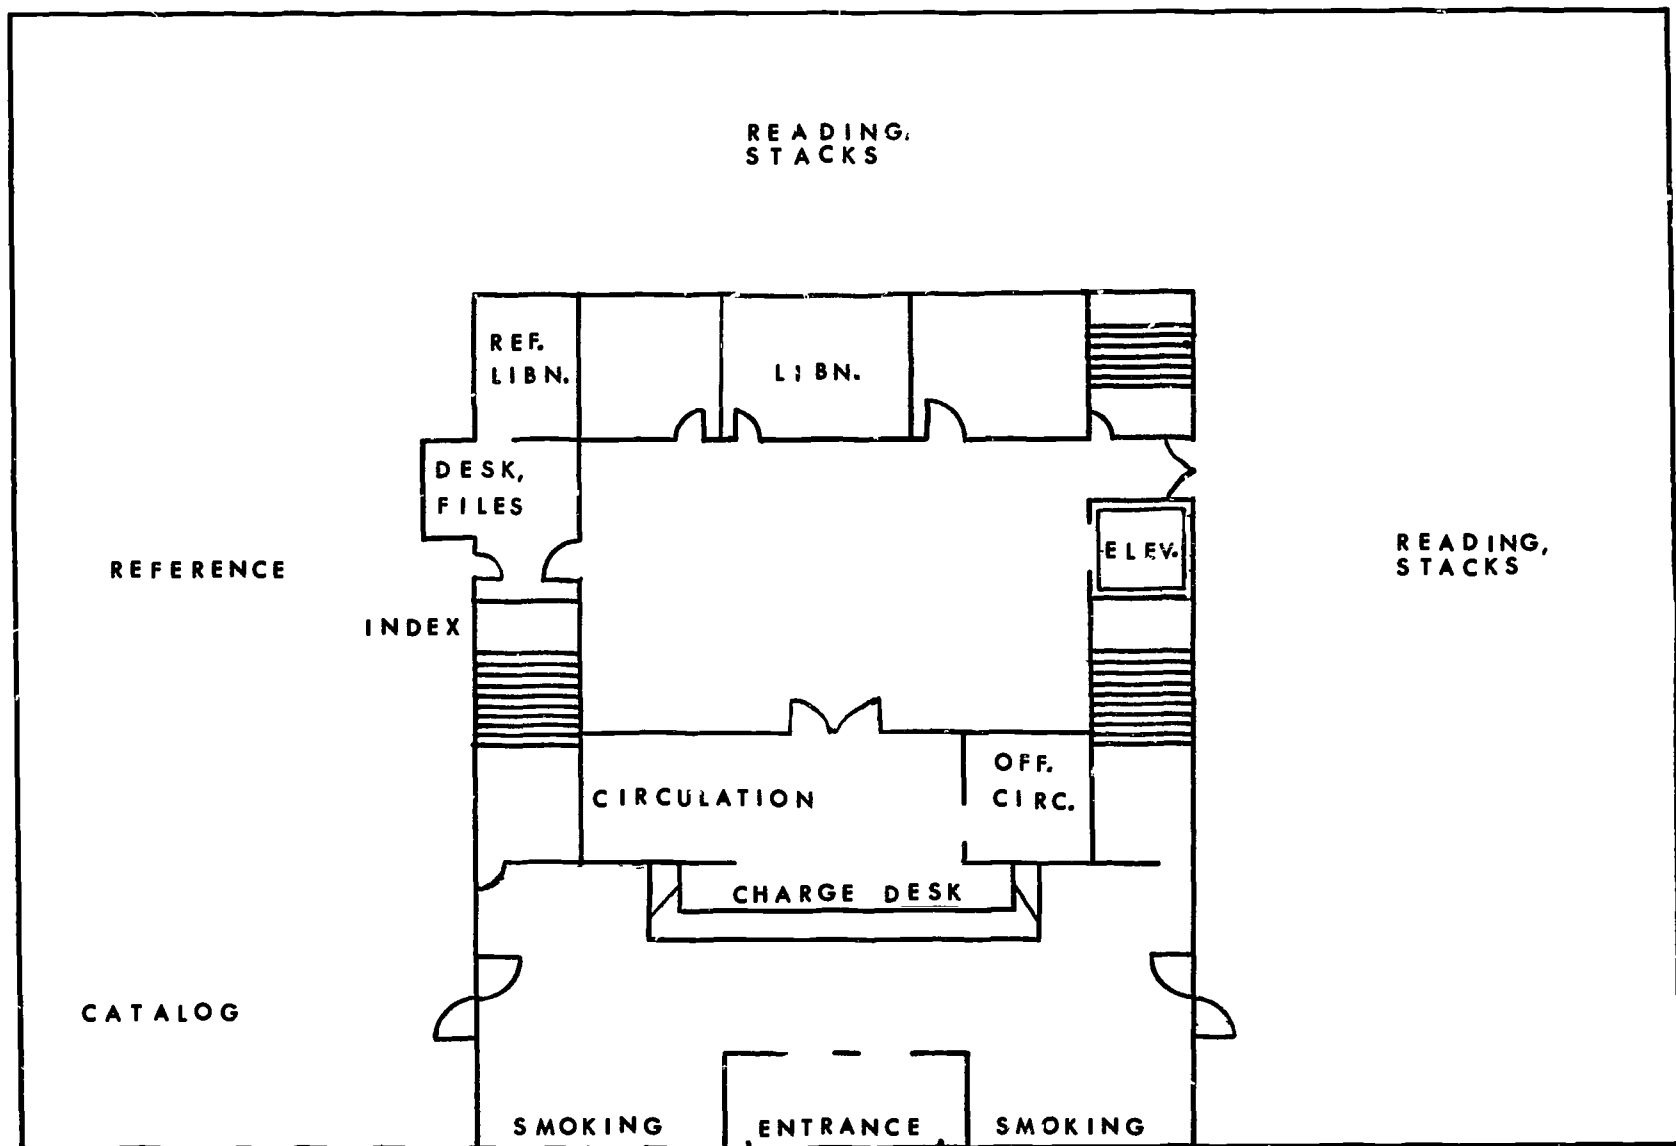 READING,
STACKS
REF.
LIBN.
LIBN.
DESK,
FILES
REFERENCE
ELEV.
READING,
STACKS
INDEX
OFF.
CIRC.
CIRCULATION
CHARGE DESK
CATALOG
SMOKING
ENTRANCE
SMOKING